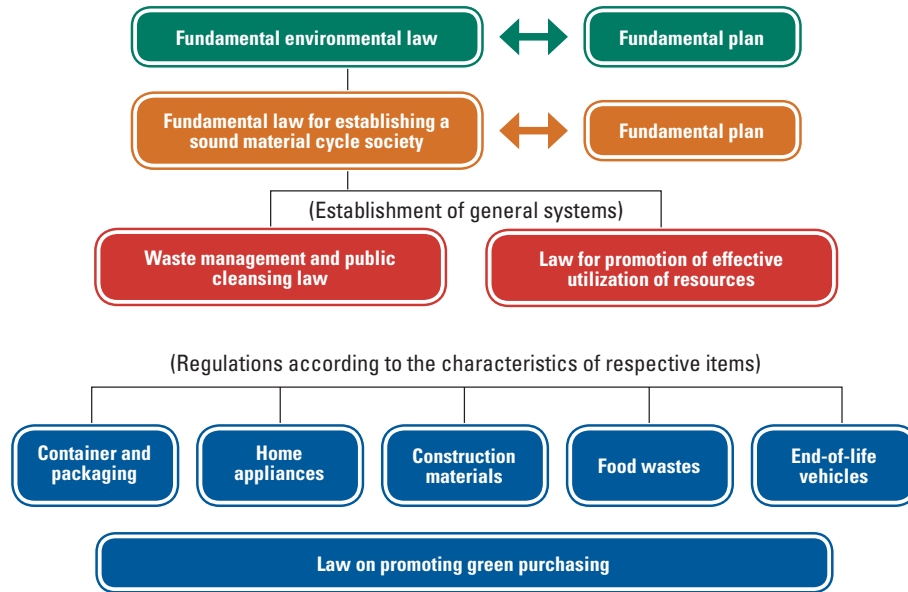 Fundamental environmental law
Fundamental plan
Fundamental law for establishing a
sound material cycle society
Fundamental plan
(Establishment of general systems)
Waste management and public
cleansing law
Law for promotion of effective
utilization of resources
(Regulations according to the characteristics of respective items)
Container and
packaging
Home
appliances
Construction
materials
Food wastes
End-of-life
vehicles
Law on promoting green purchasing